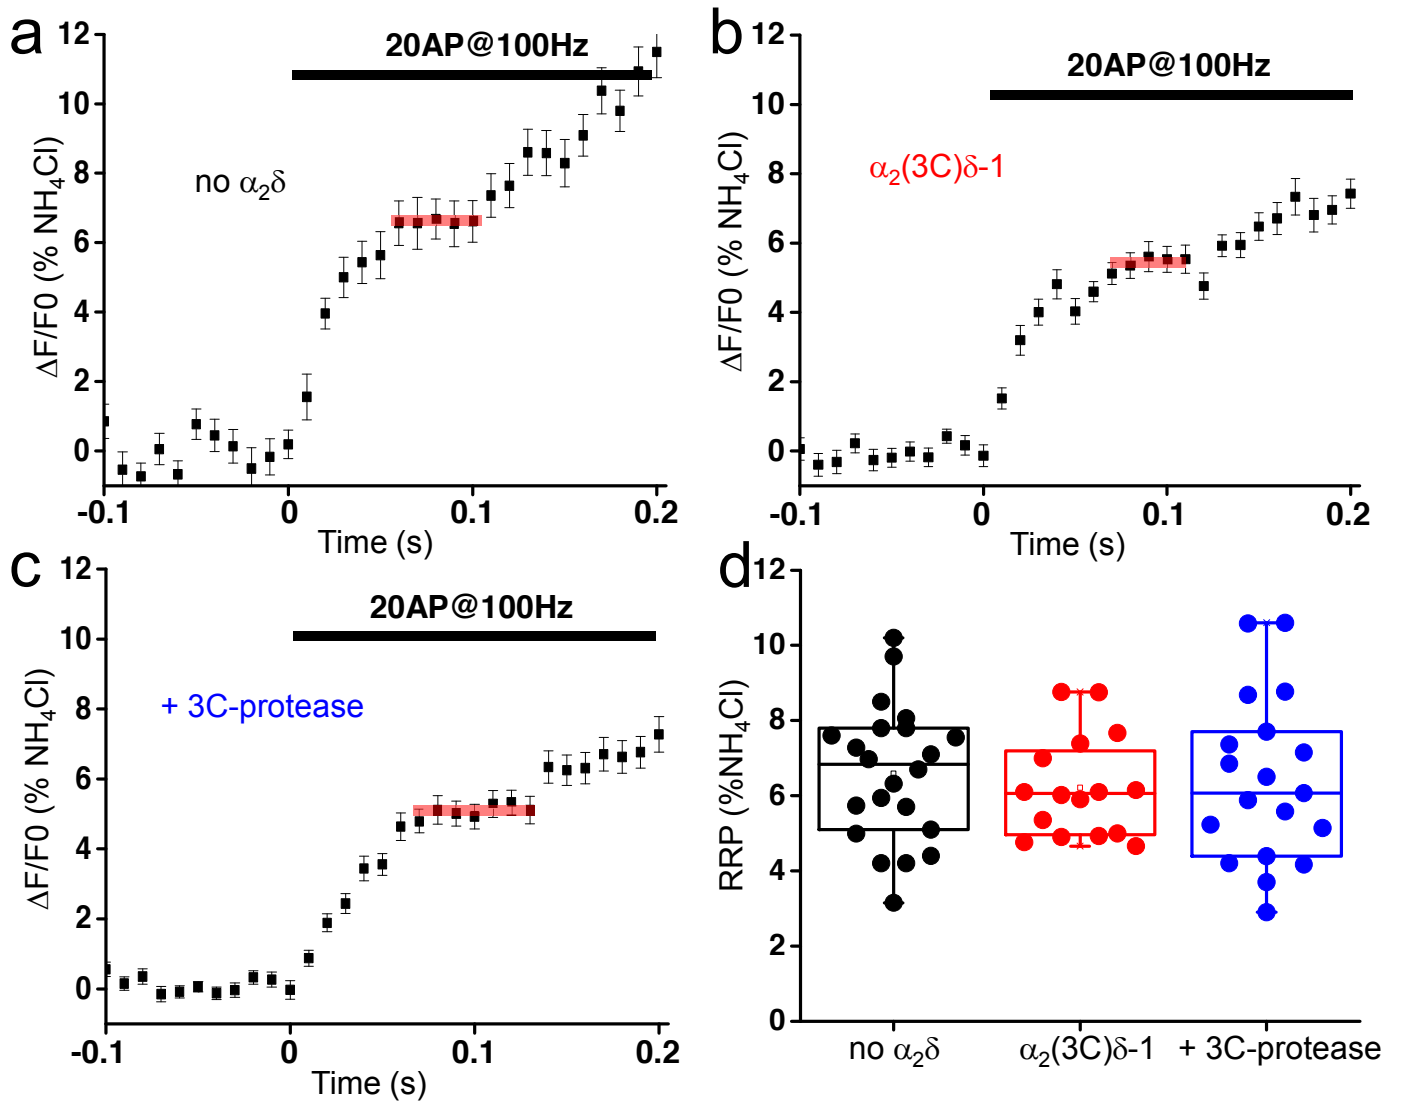 a
12
10
8
6
4
2
0
ΔF/F0 (% NH₄Cl)
20AP@100Hz
no α₂δ
-0.1
0
0.1
0.2
Time (s)
b
12
10
8
6
4
2
0
ΔF/F0 (% NH₄Cl)
20AP@100Hz
α₂(3C)δ-1
-0.1
0
0.1
0.2
Time (s)
c
12
10
8
6
4
2
0
ΔF/F0 (% NH₄Cl)
20AP@100Hz
+ 3C-protease
-0.1
0
0.1
0.2
Time (s)
d
12
10
8
6
4
2
0
RRP (%NH₄Cl)
no α₂δ
α₂(3C)δ-1
+ 3C-protease